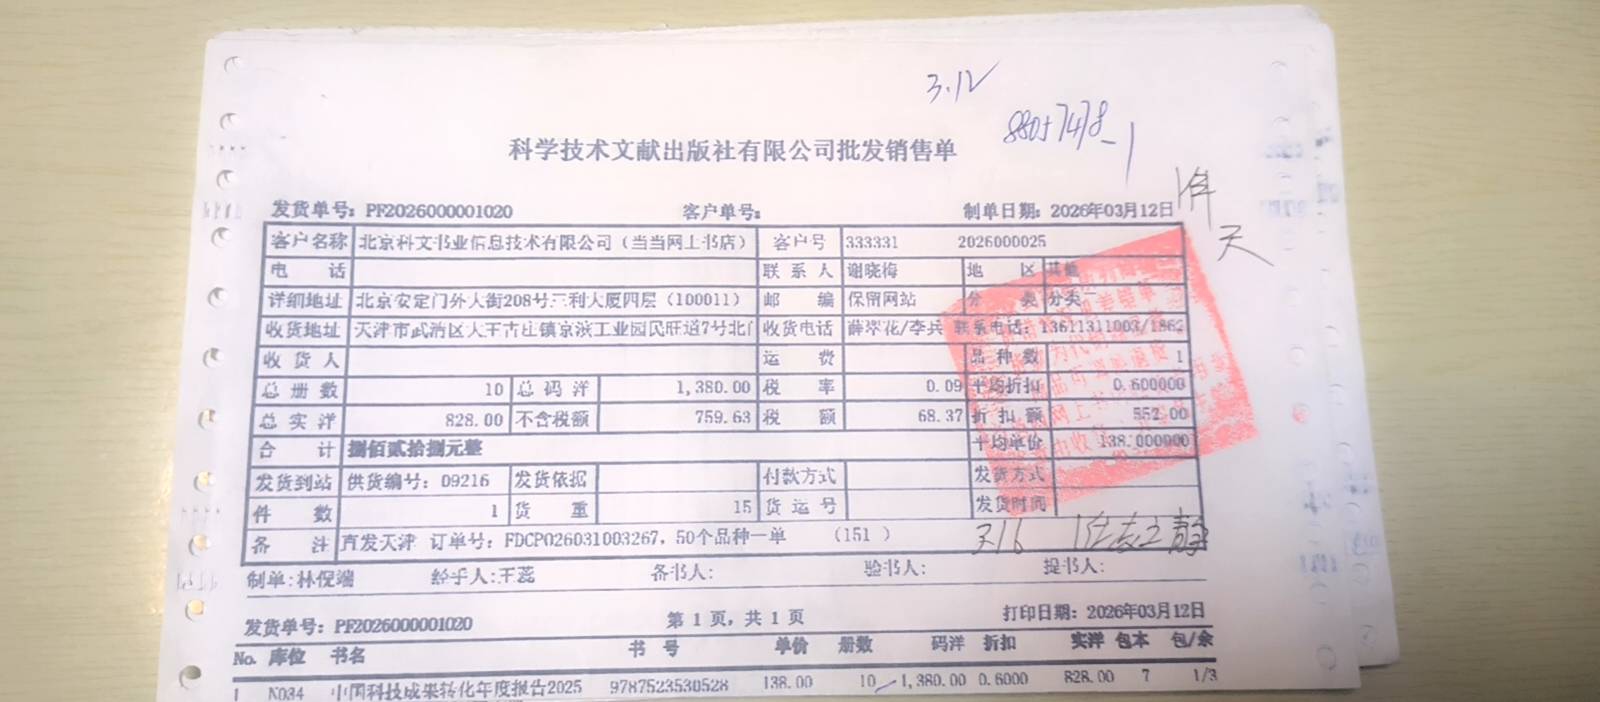 3.12
88057478-1
1件
天
科学技术文献出版社有限公司批发销售单
发货单号: PF2026000001020 客户单号: 制单日期: 2026年03月12日
客户名称 北京科文书业信息技术有限公司（当当网上书店） 客户号 333331 2026000025
电 话 联系人 谢晓梅 地 区 其他
详细地址 北京安定门外大街208号三利大厦四层（100011） 邮 编 保留网站 分 类 分类一
收货地址 天津市武清区大王古庄镇京滨工业园民旺道7号北门 收货电话 薛翠花/李兵 联系电话: 13611311003/1862
收货人 运 费 品种数 1
总册数 10 总码洋 1,380.00 税 率 0.09 平均折扣 0.600000
总实洋 828.00 不含税额 759.63 税 额 68.37 折扣额 552.00
合 计 捌佰贰拾捌元整 平均单价 138.000000
发货到站 供货编号: 09216 发货依据 付款方式 发货方式
件 数 1 货 重 15 货运号 发货时间
备 注 直发天津 订单号: FDCP026031003267, 50个品种一单 （151 ）
316 1件
制单: 林倪端 经手人: 王蕊 备书人: 验书人: 提书人:
发货单号: PF2026000001020 第 1 页, 共 1 页 打印日期: 2026年03月12日
No. 库位 书名 书 号 单价 册数 码洋 折扣 实洋 包本 包/余
1 N034 中国科技成果转化年度报告2025 9787523530528 138.00 10 1,380.00 0.6000 828.00 7 1/3